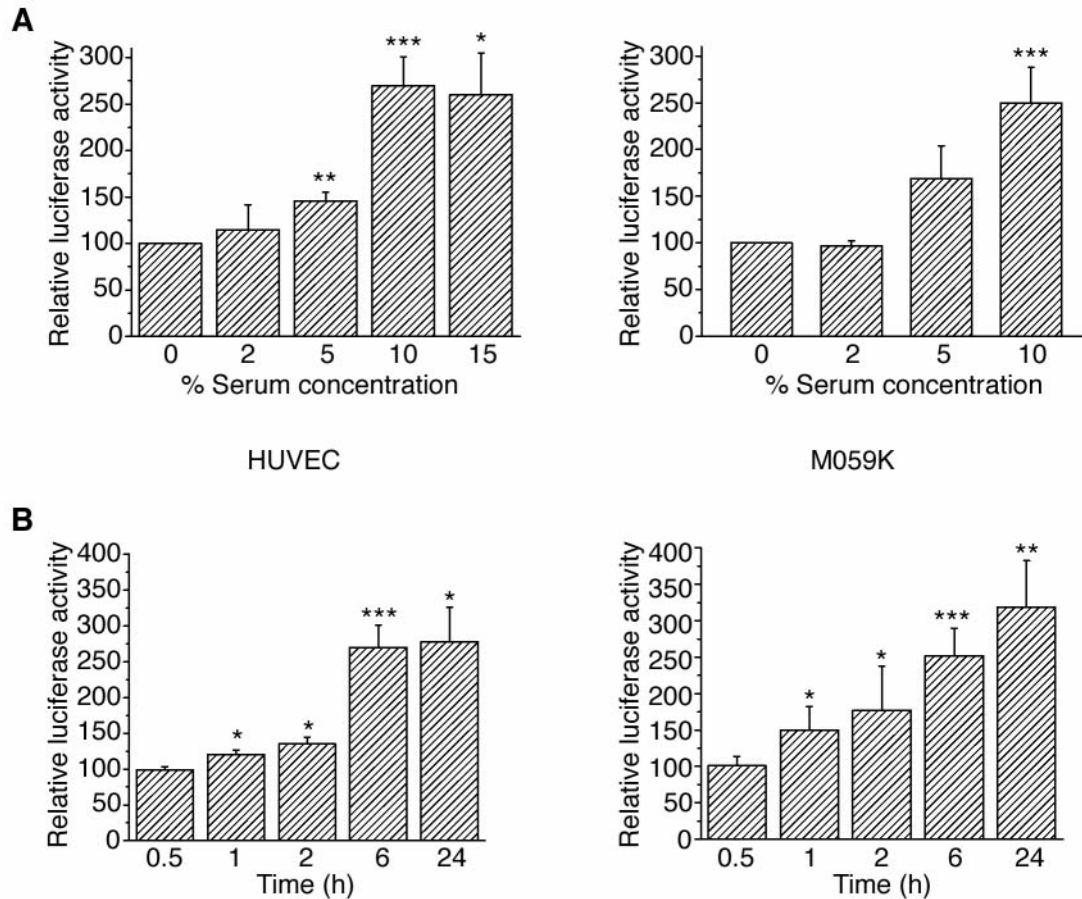 A
Relative luciferase activity
300
250
200
150
100
50
0
***
*
**
0 2 5 10 15
% Serum concentration
HUVEC
Relative luciferase activity
300
250
200
150
100
50
0
***
0 2 5 10
% Serum concentration
M059K
B
Relative luciferase activity
400
350
300
250
200
150
100
50
0
*
*
***
*
0.5 1 2 6 24
Time (h)
Relative luciferase activity
400
350
300
250
200
150
100
50
0
*
*
***
**
0.5 1 2 6 24
Time (h)